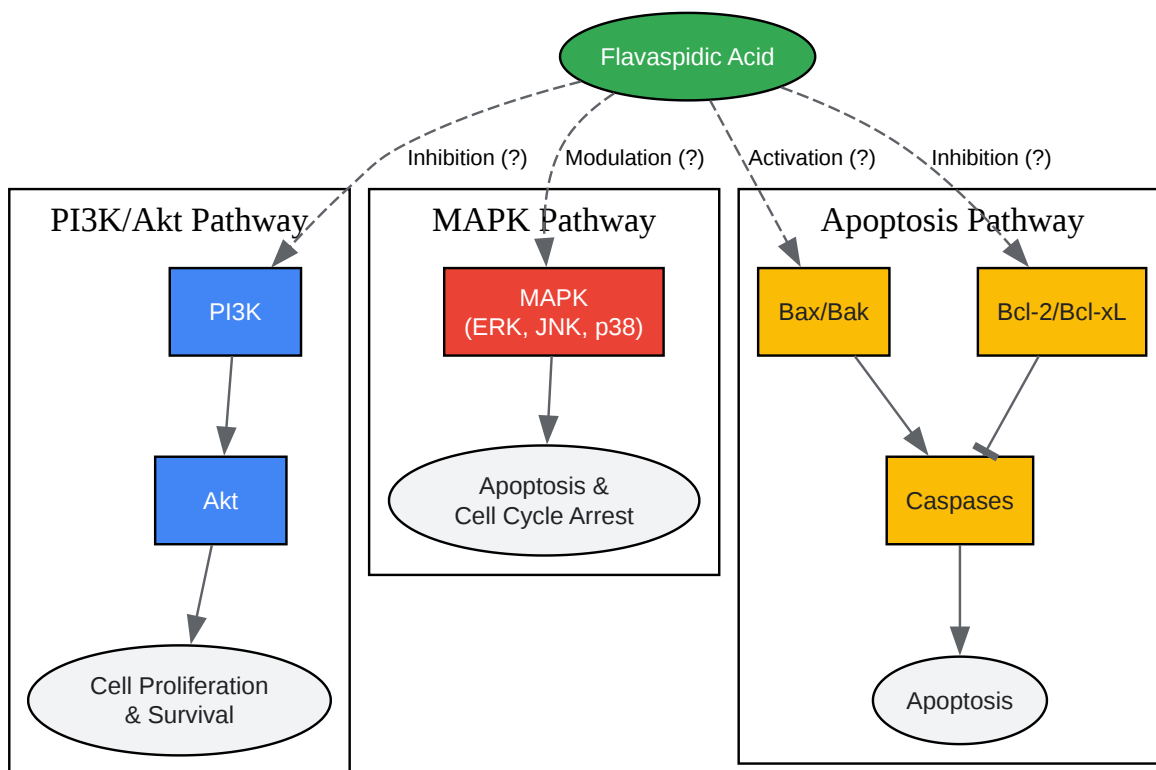 Flavaspidic Acid
Inhibition (?)
Modulation (?)
Activation (?)
Inhibition (?)
PI3K/Akt Pathway
MAPK Pathway
Apoptosis Pathway
PI3K
MAPK
(ERK, JNK, p38)
Bax/Bak
Bcl-2/Bcl-xL
Akt
Apoptosis &
Cell Cycle Arrest
Caspases
Cell Proliferation
& Survival
Apoptosis